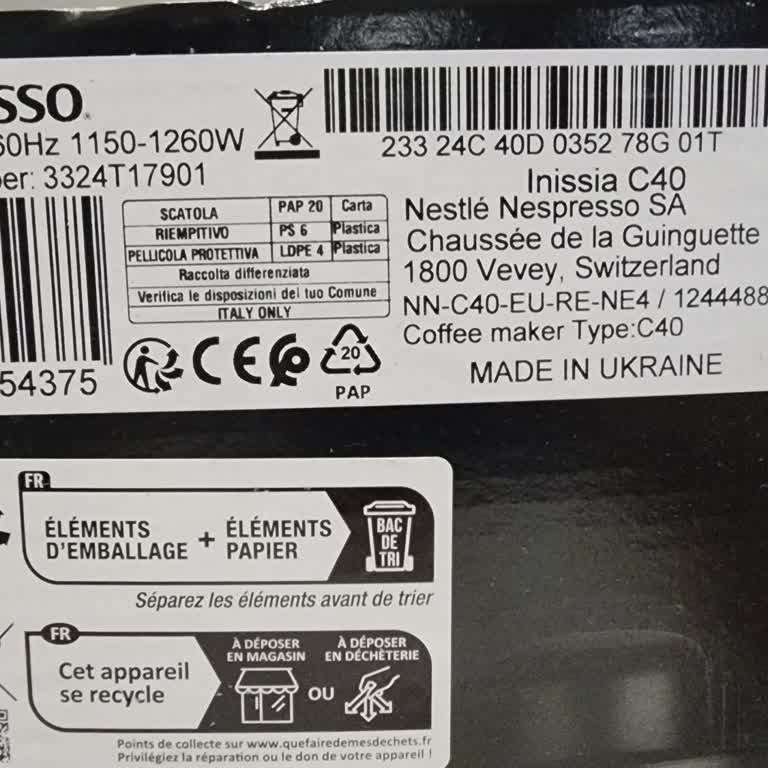 SSO
60Hz 1150-1260W
er: 3324T17901
54375
SCATOLA PAP 20 Carta
RIEMPITIVO PS 6 Plastica
PELLICOLA PROTETTIVA LDPE 4 Plastica
Raccolta differenziata
Verifica le disposizioni del tuo Comune
ITALY ONLY
CE
20
PAP
233 24C 40D 0352 78G 01T
Inissia C40
Nestlé Nespresso SA
Chaussée de la Guinguette
1800 Vevey, Switzerland
NN-C40-EU-RE-NE4 / 1244488
Coffee maker Type:C40
MADE IN UKRAINE
FR
ÉLÉMENTS
D'EMBALLAGE
+
ÉLÉMENTS
PAPIER
BAC
DE
TRI
Séparez les éléments avant de trier
FR
Cet appareil
se recycle
À DÉPOSER
EN MAGASIN
OU
À DÉPOSER
EN DÉCHÈTERIE
Points de collecte sur www.quefairedemesdechets.fr
Privilégiez la réparation ou le don de votre appareil !